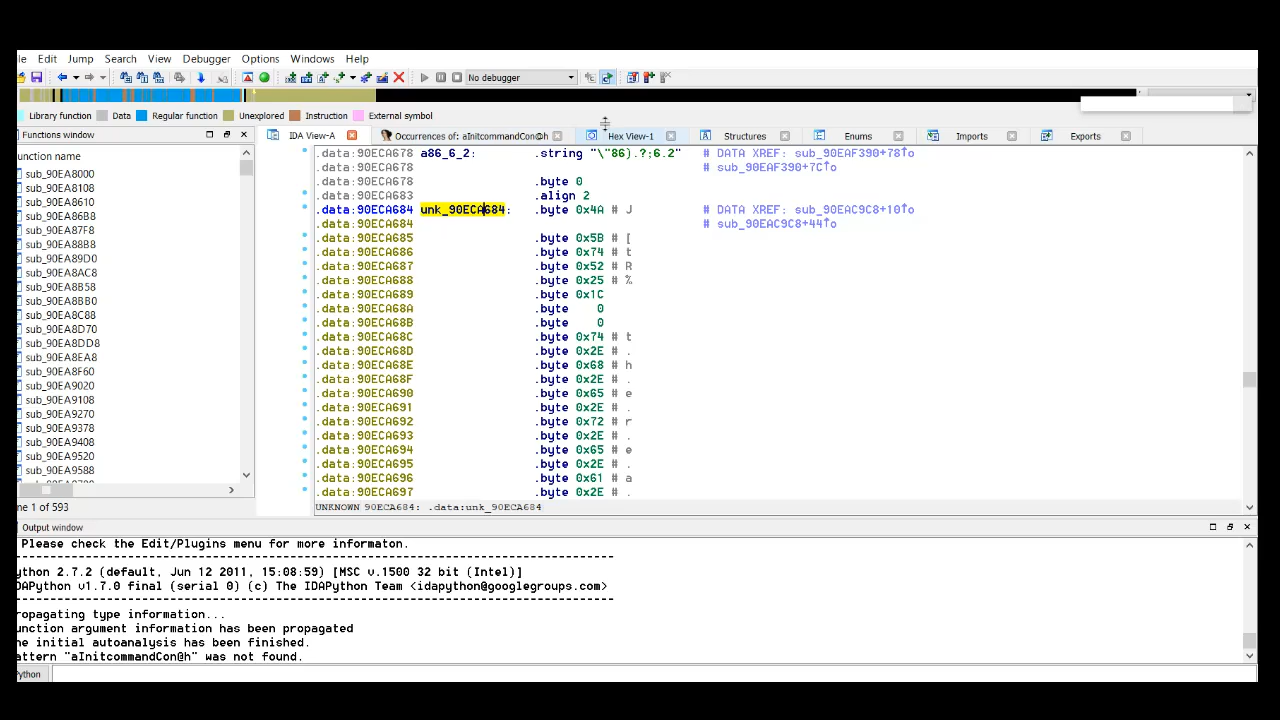 le Edit Jump Search View Debugger Options Windows Help
No debugger
Library function Data Regular function Unexplored Instruction External symbol
Functions window
IDA View-A Occurrences of: aInitcommandCon@h Hex View-1 Structures Enums Imports Exports
unction name
sub_90EA8000
sub_90EA8108
sub_90EA8610
sub_90EA86B8
sub_90EA87F8
sub_90EA88B8
sub_90EA89D0
sub_90EA8AC8
sub_90EA8B58
sub_90EA8BB0
sub_90EA8C88
sub_90EA8D70
sub_90EA8DD8
sub_90EA8EA8
sub_90EA8F60
sub_90EA9020
sub_90EA9108
sub_90EA9270
sub_90EA9378
sub_90EA9408
sub_90EA9520
sub_90EA9588
ne 1 of 593
.data:90ECA678 a86_6_2: .string "\"86).?;6.2" # DATA XREF: sub_90EAF390+78↑o
.data:90ECA678 # sub_90EAF390+7C↑o
.data:90ECA678 .byte 0
.data:90ECA683 .align 2
.data:90ECA684 unk_90ECA684: .byte 0x4A # J # DATA XREF: sub_90EAC9C8+10↑o
.data:90ECA684 # sub_90EAC9C8+44↑o
.data:90ECA685 .byte 0x5B # [
.data:90ECA686 .byte 0x74 # t
.data:90ECA687 .byte 0x52 # R
.data:90ECA688 .byte 0x25 # %
.data:90ECA689 .byte 0x1C
.data:90ECA68A .byte 0
.data:90ECA68B .byte 0
.data:90ECA68C .byte 0x74 # t
.data:90ECA68D .byte 0x2E # .
.data:90ECA68E .byte 0x68 # h
.data:90ECA68F .byte 0x2E # .
.data:90ECA690 .byte 0x65 # e
.data:90ECA691 .byte 0x2E # .
.data:90ECA692 .byte 0x72 # r
.data:90ECA693 .byte 0x2E # .
.data:90ECA694 .byte 0x65 # e
.data:90ECA695 .byte 0x2E # .
.data:90ECA696 .byte 0x61 # a
.data:90ECA697 .byte 0x2E # .
UNKNOWN 90ECA684: .data:unk_90ECA684
Output window
Please check the Edit/Plugins menu for more informaton.
ython 2.7.2 (default, Jun 12 2011, 15:08:59) [MSC v.1500 32 bit (Intel)]
DAPython v1.7.0 final (serial 0) (c) The IDAPython Team <idapython@googlegroups.com>
ropagating type information...
unction argument information has been propagated
he initial autoanalysis has been finished.
attern "aInitcommandCon@h" was not found.
ython